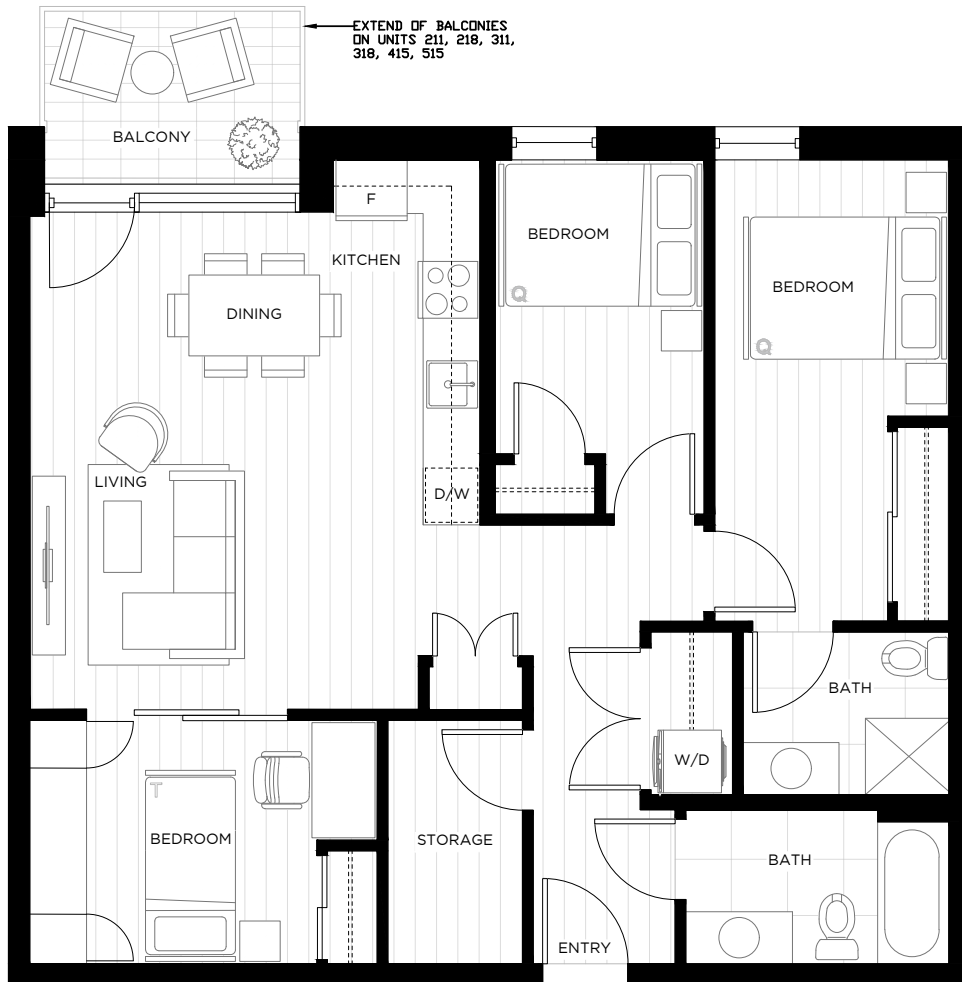 EXTEND OF BALCONIES
ON UNITS 211, 218, 311,
318, 415, 515
BALCONY
F
KITCHEN
BEDROOM
BEDROOM
DINING
Q
Q
LIVING
D/W
BATH
W/D
T
BEDROOM
STORAGE
BATH
ENTRY